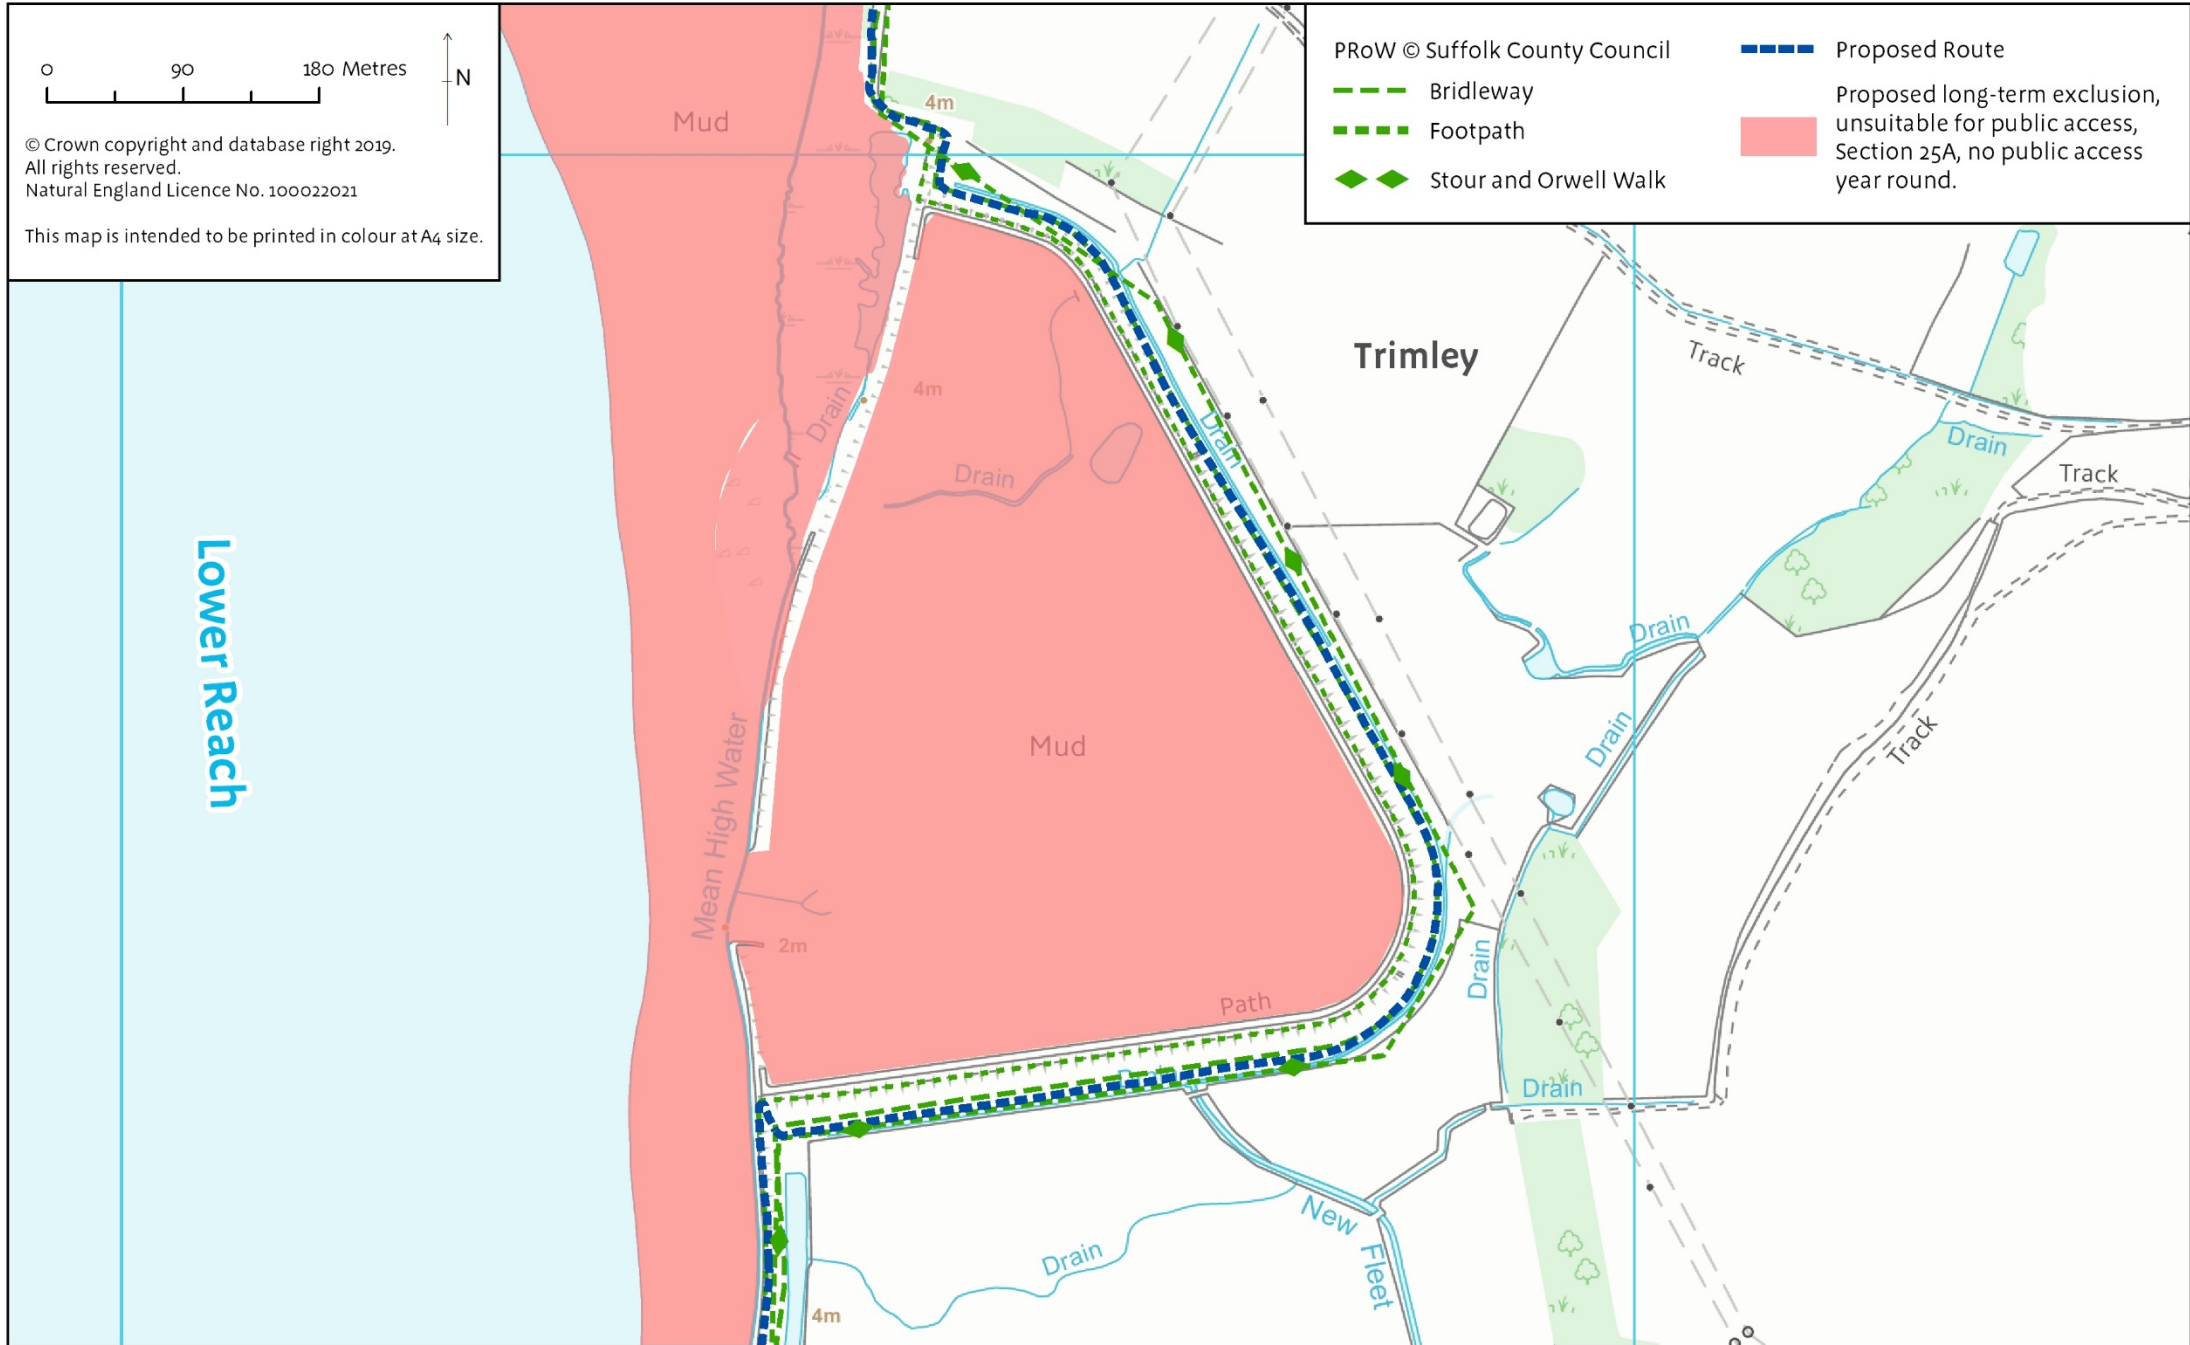 0 90 180 Metres
N
© Crown copyright and database right 2019.
All rights reserved.
Natural England Licence No. 100022021
This map is intended to be printed in colour at A4 size.
PRoW © Suffolk County Council
Bridleway
Footpath
Stour and Orwell Walk
Proposed Route
Proposed long-term exclusion,
unsuitable for public access,
Section 25A, no public access
year round.
Mud
4m
Trimley
Track
4m
Drain
Drain
Drain
Drain
Track
Lower Reach
Drain
Drain
Track
Mean High Water
Mud
2m
Drain
Path
Drain
New Fleet
Drain
4m